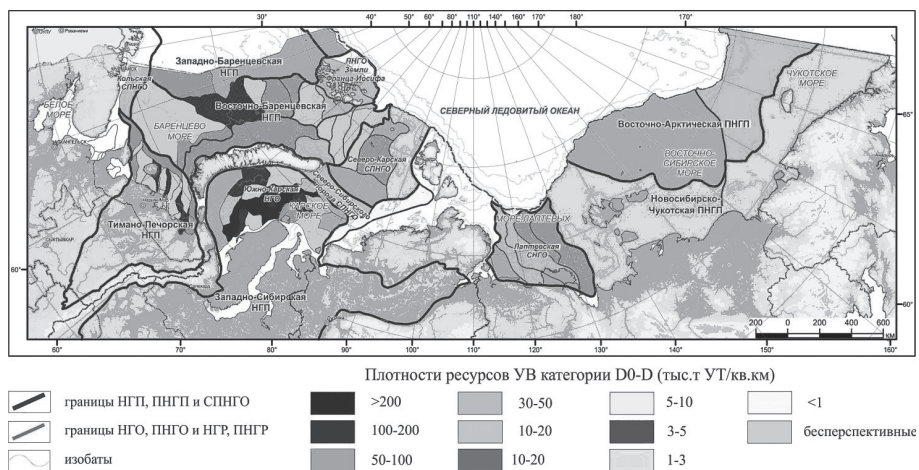 30° 40° 50° 60° 80° 110° 140° 160° 170° 180° 170°
Западно-Баренцевская
НГП
Кольская
СПНГО
ПНГО
Земли
Франца-Иосифа
БЕЛОЕ
МОРЕ
БАРЕНЦЕВО
МОРЕ
Восточно-Баренцевская
НГП
СЕВЕРНЫЙ ЛЕДОВИТЫЙ ОКЕАН
ЧУКОТСКОЕ
МОРЕ
65°
Восточно-Арктическая ПНГП
ВОСТОЧНО-
СИБИРСКОЕ
МОРЕ
Северо-Карская
СПНГО
Северо-Сибирского
порога СПНГО
Южно-Карская
НГО
КАРСКОЕ
МОРЕ
Новосибирско-
Чукотская ПНГП
МОРЕ ЛАПТЕВЫХ
Лаптевская
СНГО
Тимано-Печорская
НГП
СЫКТЫВКАР
60°
Западно-Сибирская
НГП
60°
200 0 200 400 600
КМ
60° 70° 80° 90° 100° 110° 120° 130° 140° 150° 160°
Плотности ресурсов УВ категории D0-D (тыс.т УТ/кв.км)
границы НГП, ПНГП и СПНГО
>200
30-50
5-10
<1
границы НГО, ПНГО и НГР, ПНГР
100-200
10-20
3-5
бесперспективные
изобаты
50-100
10-20
1-3